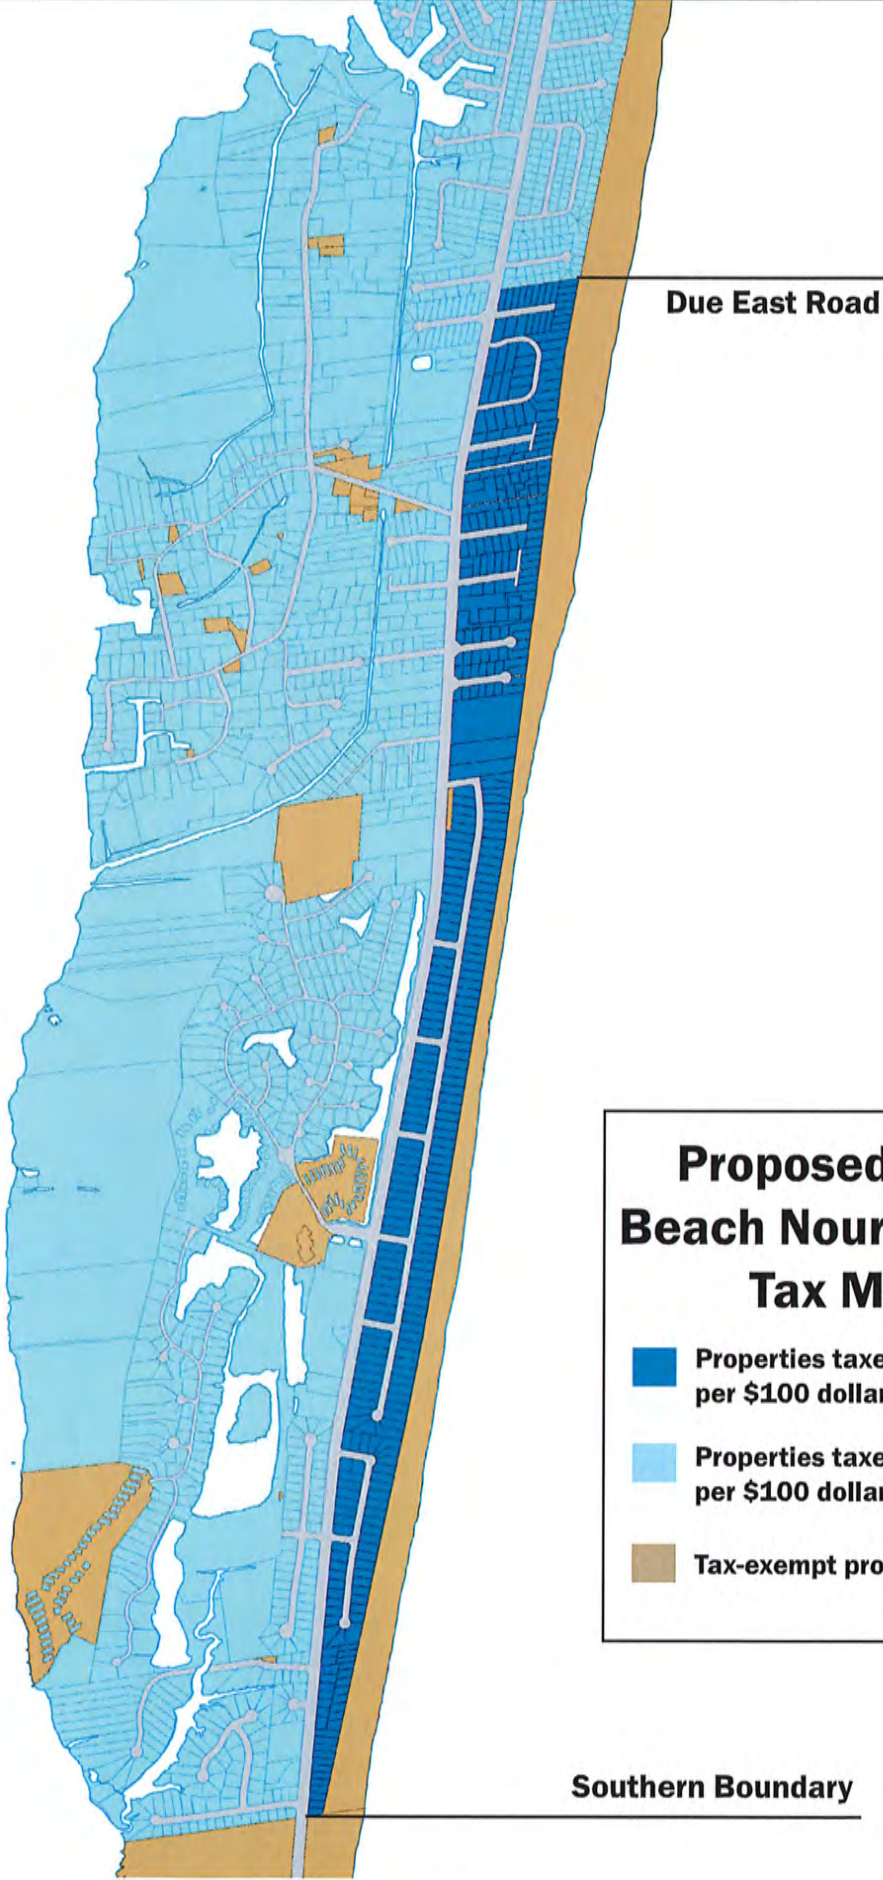 Due East Road
Proposed
Beach Nour
Tax M
Properties taxe
per $100 dollar
Properties taxe
per $100 dollar
Tax-exempt pro
Southern Boundary